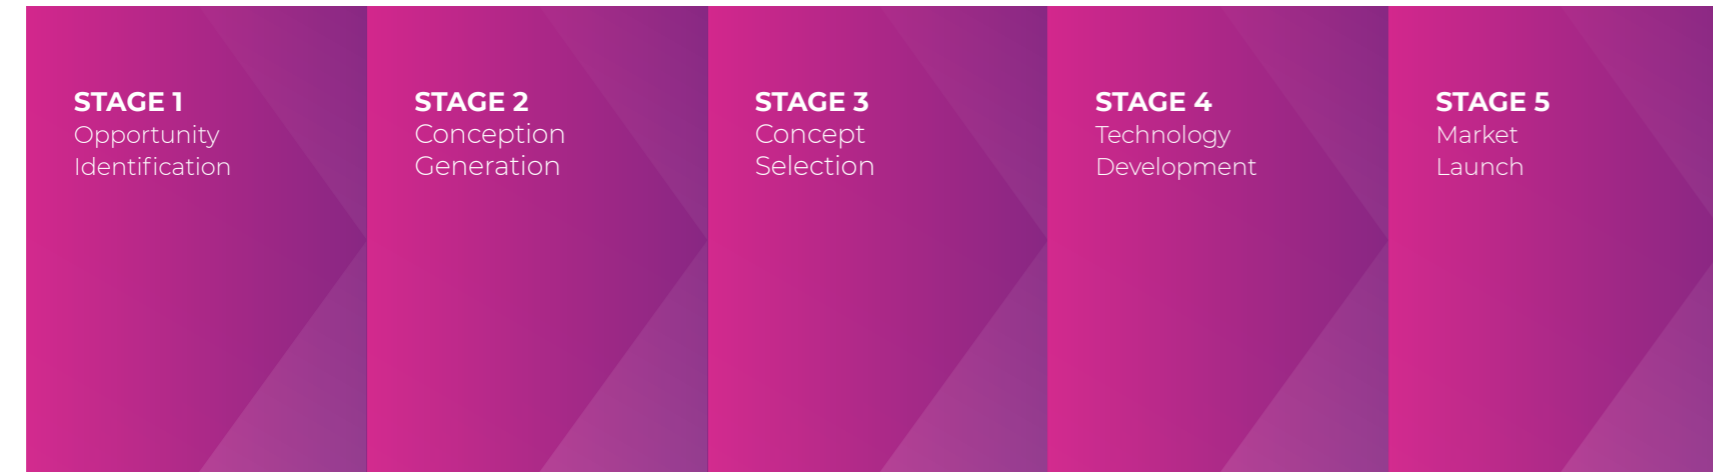 STAGE 1
Opportunity
Identification
STAGE 2
Conception
Generation
STAGE 3
Concept
Selection
STAGE 4
Technology
Development
STAGE 5
Market
Launch